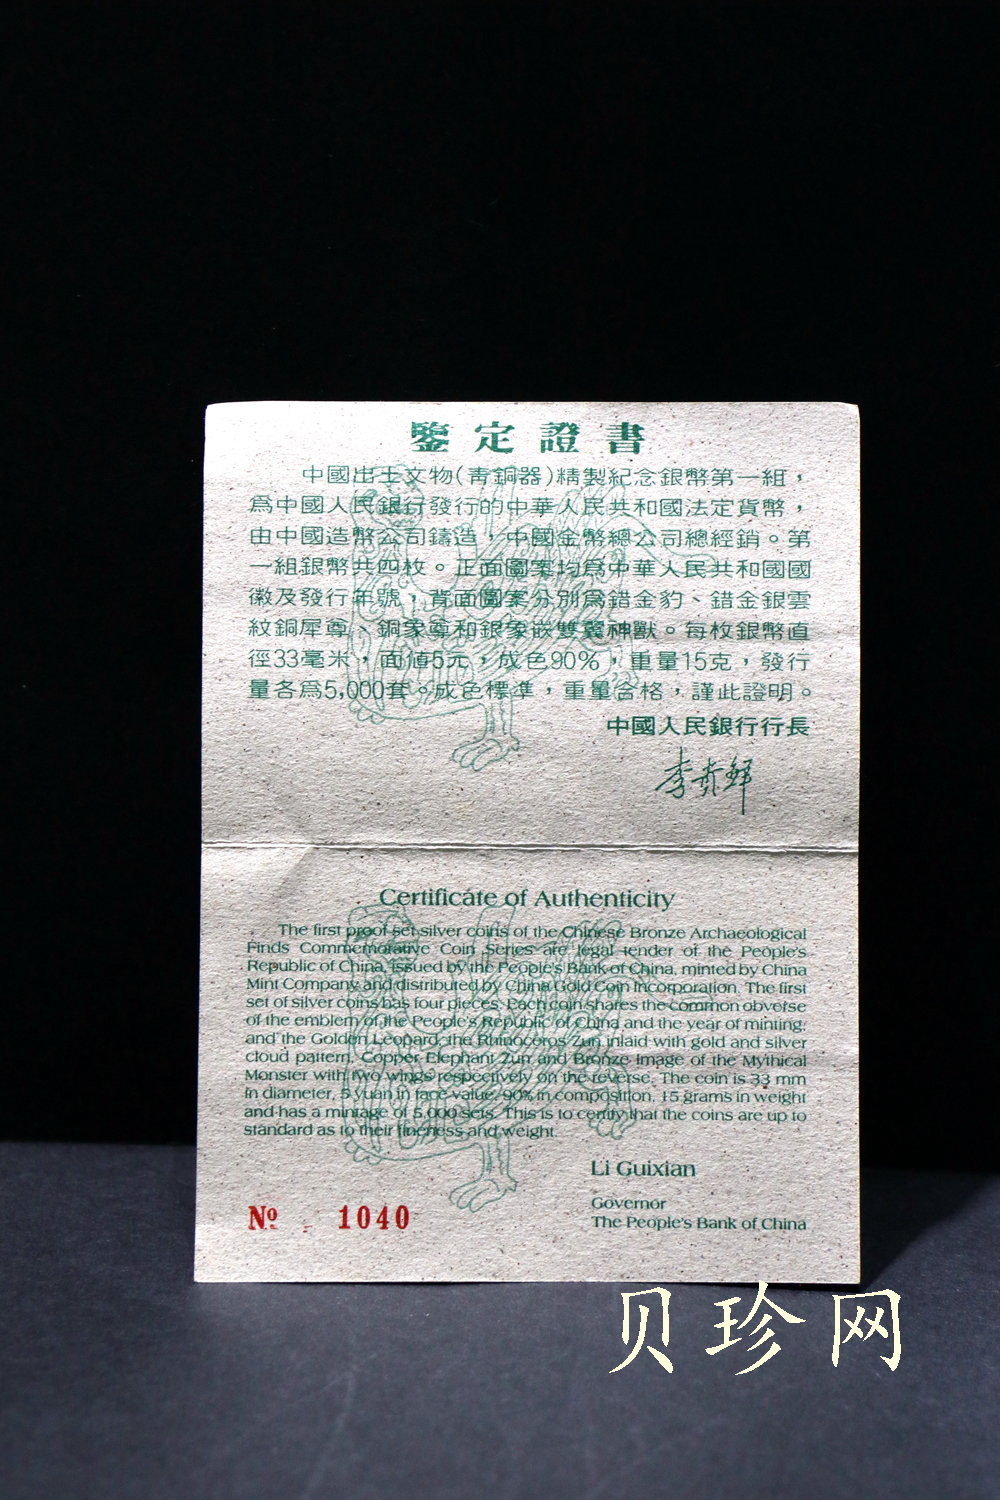 鑒定證書
中國出土文物(青銅器)精製紀念銀幣第一組，
爲中國人民銀行發行的中華人民共和國法定貨幣，
由中國造幣公司鑄造，中國金幣總公司總經銷。第
一組銀幣共四枚。正面圖案均爲中華人民共和國國
徽及發行年號，背面圖案分別爲錯金豹、錯金銀雲
紋銅犀尊、銅象尊和銀象嵌雙翼神獸。每枚銀幣直
徑33毫米，面值5元，成色90%，重量15克，發行
量各爲5,000套。成色標準，重量合格，謹此證明。
中國人民銀行行長
李贵鲜
Certificate of Authenticity
The first proof set silver coins of the Chinese Bronze Archaeological
Finds Commemorative Coin Series are legal tender of the People's
Republic of China, issued by the People's Bank of China, minted by China
Mint Company and distributed by China Gold Coin Incorporation. The first
set of silver coins has four pieces. Each coin shares the common obverse
of the emblem of the People's Republic of China and the year of minting;
and the Golden Leopard, the Rhinoceros Zun inlaid with gold and silver
cloud pattern, Copper Elephant Zun and Bronze Image of the Mythical
Monster with two wings respectively on the reverse. The coin is 33 mm
in diameter, 5 yuan in face value, 90% in composition, 15 grams in weight
and has a mintage of 5,000 sets. This is to certify that the coins are up to
standard as to their fineness and weight.
Li Guixian
Governor
The People's Bank of China
№ 1040
贝珍网